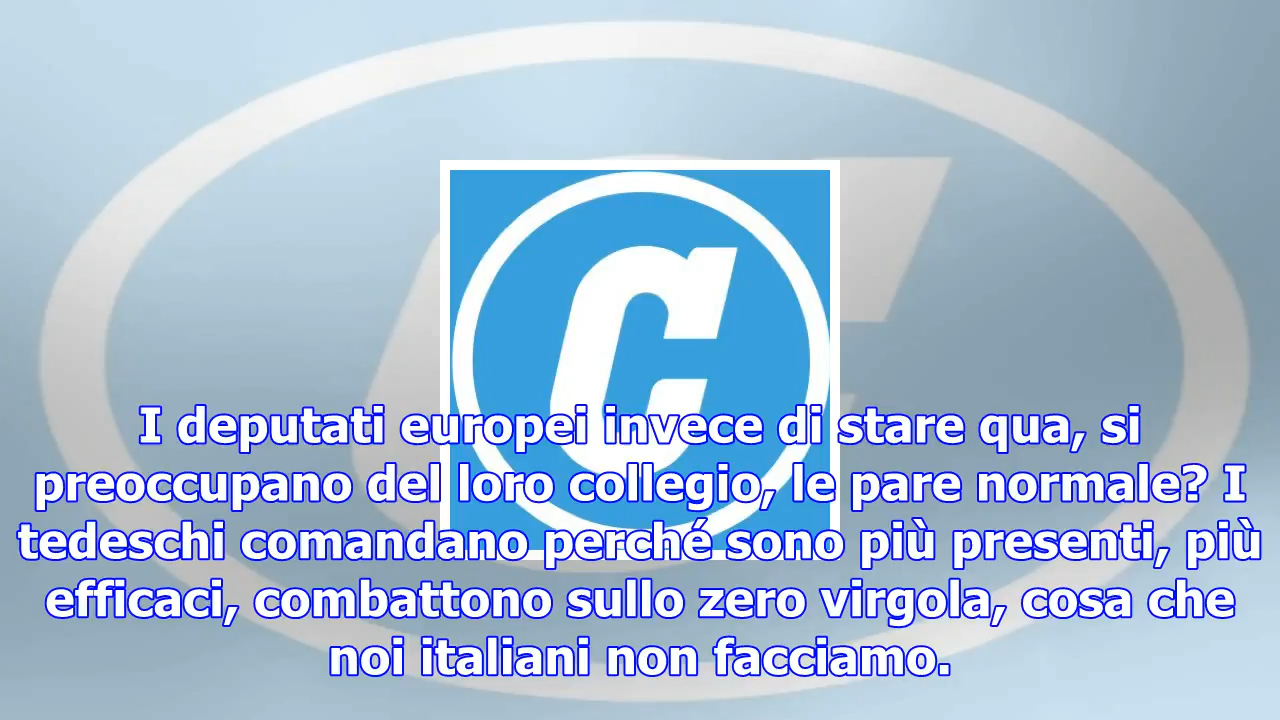 C
I deputati europei invece di stare qua, si
preoccupano del loro collegio, le pare normale? I
tedeschi comandano perché sono più presenti, più
efficaci, combattono sullo zero virgola, cosa che
noi italiani non facciamo.